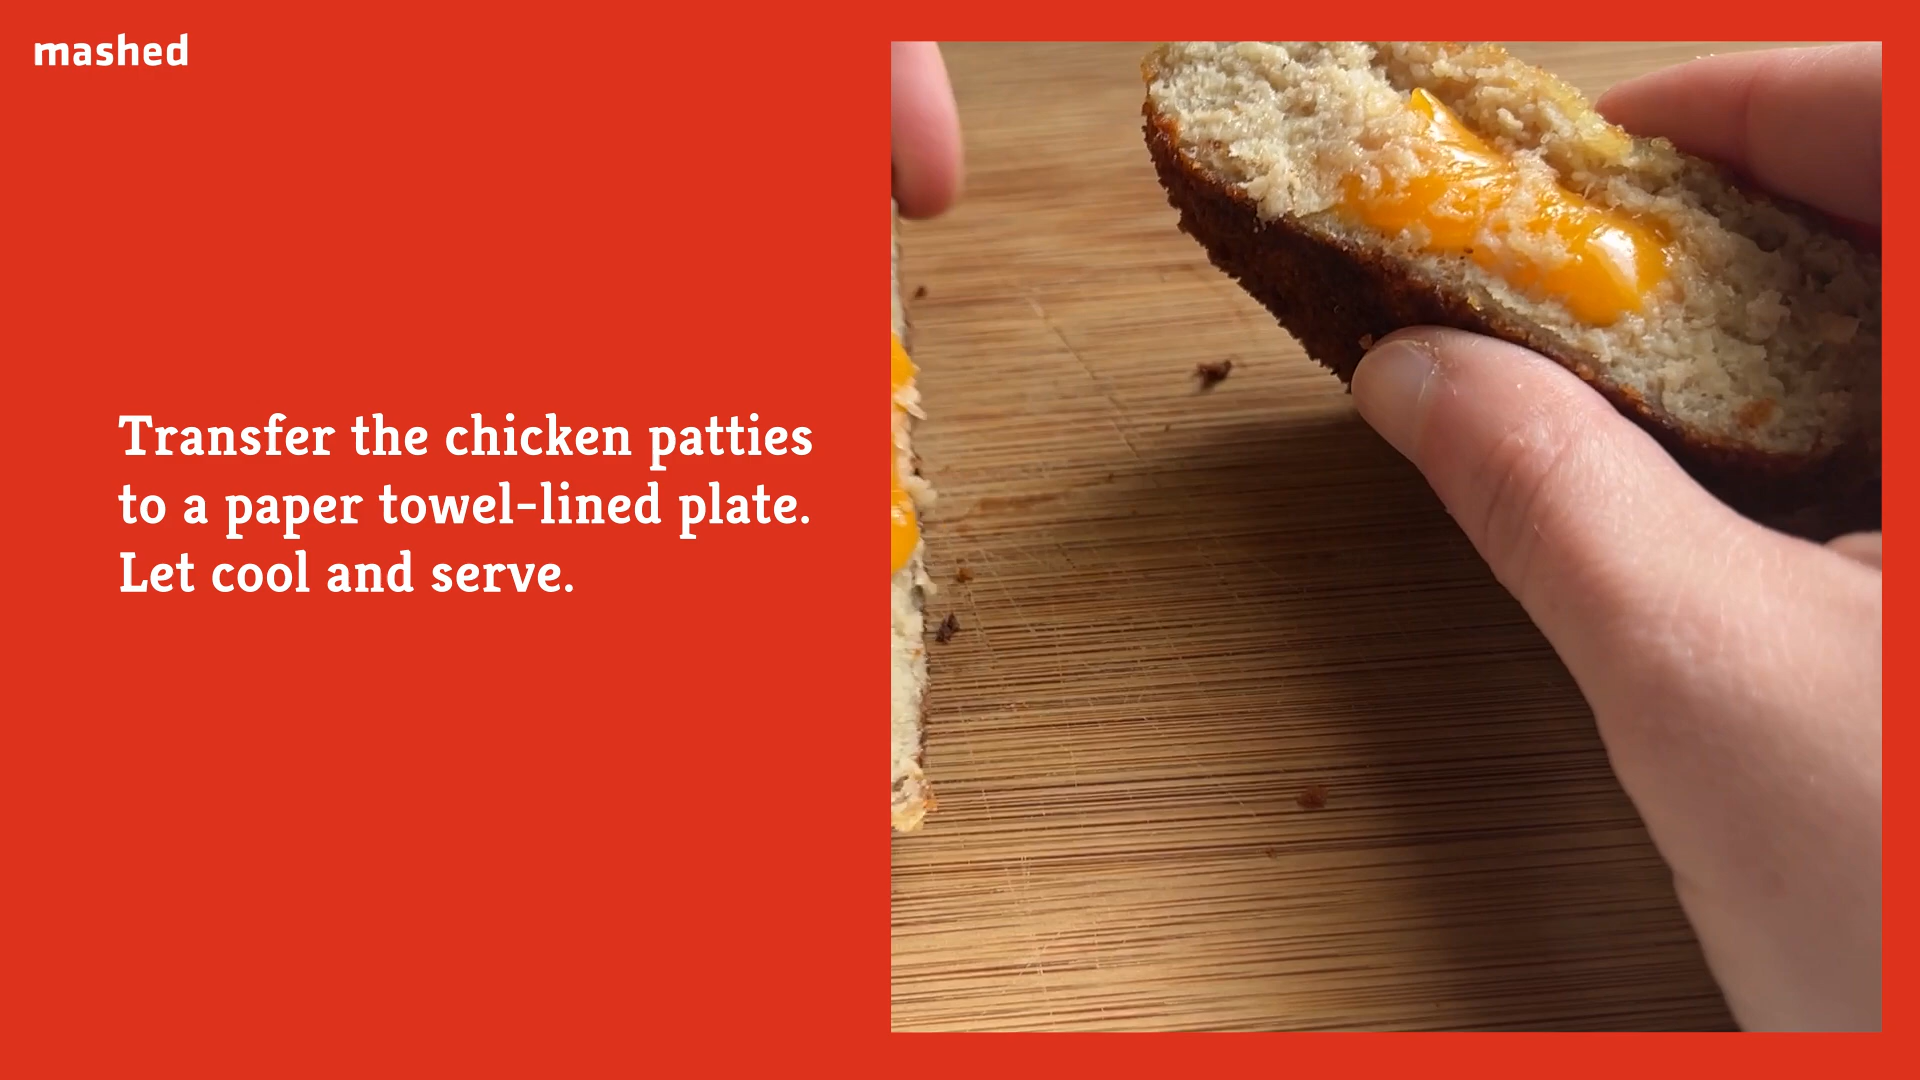 mashed
Transfer the chicken patties
to a paper towel-lined plate.
Let cool and serve.